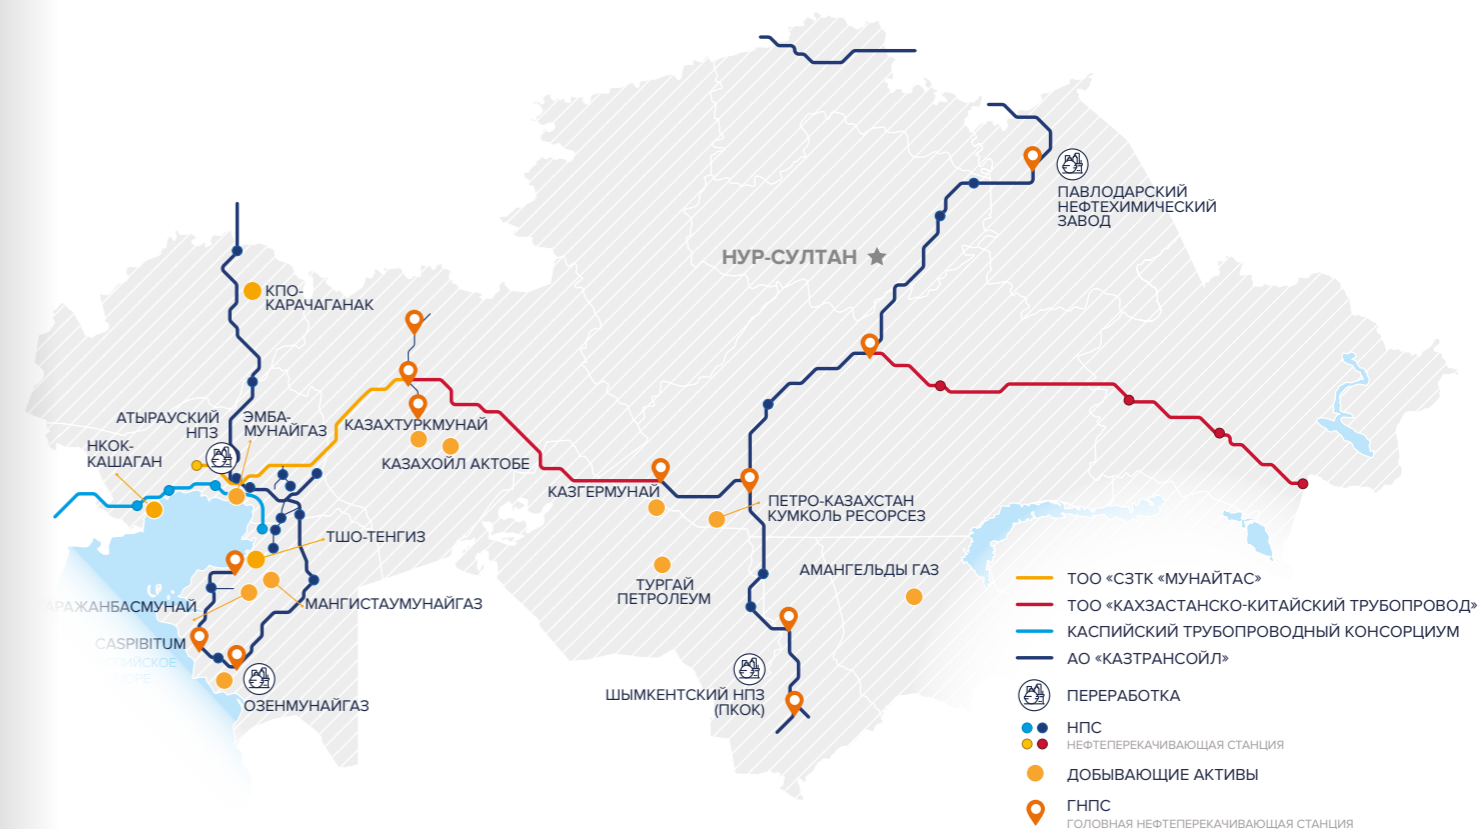 НУР-СУЛТАН
ПАВЛОДАРСКИЙ
НЕФТЕХИМИЧЕСКИЙ
ЗАВОД
КПО-
КАРАЧАГАНАК
АТЫРАУСКИЙ
НПЗ
ЭМБА-
МУНАЙГАЗ
НКОК-
КАШАГАН
КАЗАХТУРКМУНАЙ
КАЗАХОЙЛ АКТОБЕ
КАЗГЕРМУНАЙ
ПЕТРО-КАЗАХСТАН
КУМКОЛЬ РЕСОРСЕЗ
ТШО-ТЕНГИЗ
ТУРГАЙ
ПЕТРОЛЕУМ
АМАНГЕЛЬДЫ ГАЗ
АРАЖАНБАСМУНАЙ
МАНГИСТАУМУНАЙГАЗ
CASPIBITUM
СПИЙСКОЕ
МОРЕ
ОЗЕНМУНАЙГАЗ
ШЫМКЕНТСКИЙ НПЗ
(ПКОК)
ТОО «СЗТК «МУНАЙТАС»
ТОО «КАХЗАСТАНСКО-КИТАЙСКИЙ ТРУБОПРОВОД»
КАСПИЙСКИЙ ТРУБОПРОВОДНЫЙ КОНСОРЦИУМ
АО «КАЗТРАНСОЙЛ»
ПЕРЕРАБОТКА
НПС
НЕФТЕПЕРЕКАЧИВАЮЩАЯ СТАНЦИЯ
ДОБЫВАЮЩИЕ АКТИВЫ
ГНПС
ГОЛОВНАЯ НЕФТЕПЕРЕКАЧИВАЮЩАЯ СТАНЦИЯ